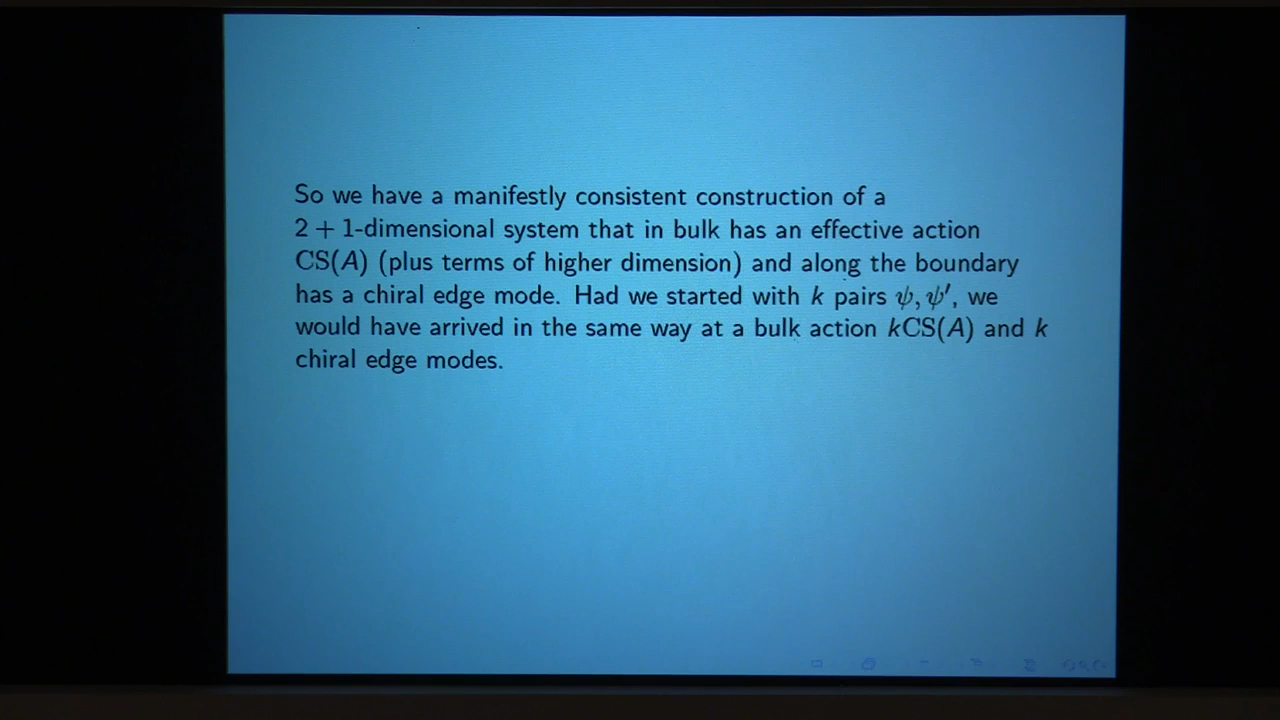 So we have a manifestly consistent construction of a
2 + 1-dimensional system that in bulk has an effective action
CS(A) (plus terms of higher dimension) and along the boundary
has a chiral edge mode. Had we started with k pairs ψ, ψ′, we
would have arrived in the same way at a bulk action kCS(A) and k
chiral edge modes.